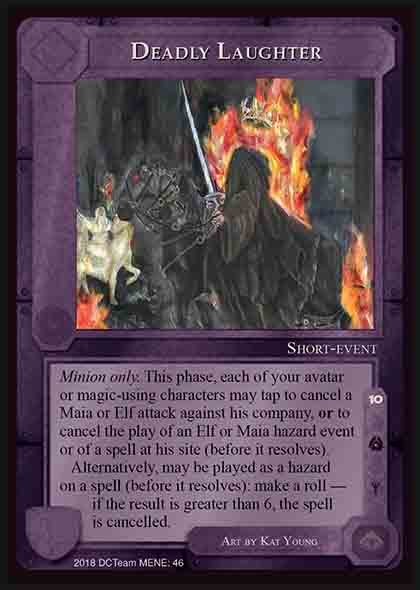 Deadly Laughter
Short-event
Minion only. This phase, each of your avatar
or magic-using characters may tap to cancel a
Maia or Elf attack against his company, or to
cancel the play of an Elf or Maia hazard event
or of a spell at his site (before it resolves).
Alternatively, may be played as a hazard
on a spell (before it resolves): make a roll —
if the result is greater than 6, the spell
is cancelled.
10
Art by Kat Young
2018 DCTeam MENE: 46